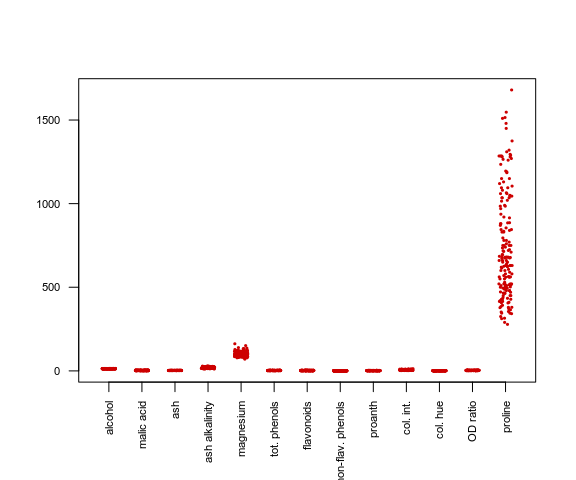 1500
1000
500
0
alcohol
malic acid
ash
ash alkalinity
magnesium
tot. phenols
flavonoids
non-flav. phenols
proanth
col. int.
col. hue
OD ratio
proline